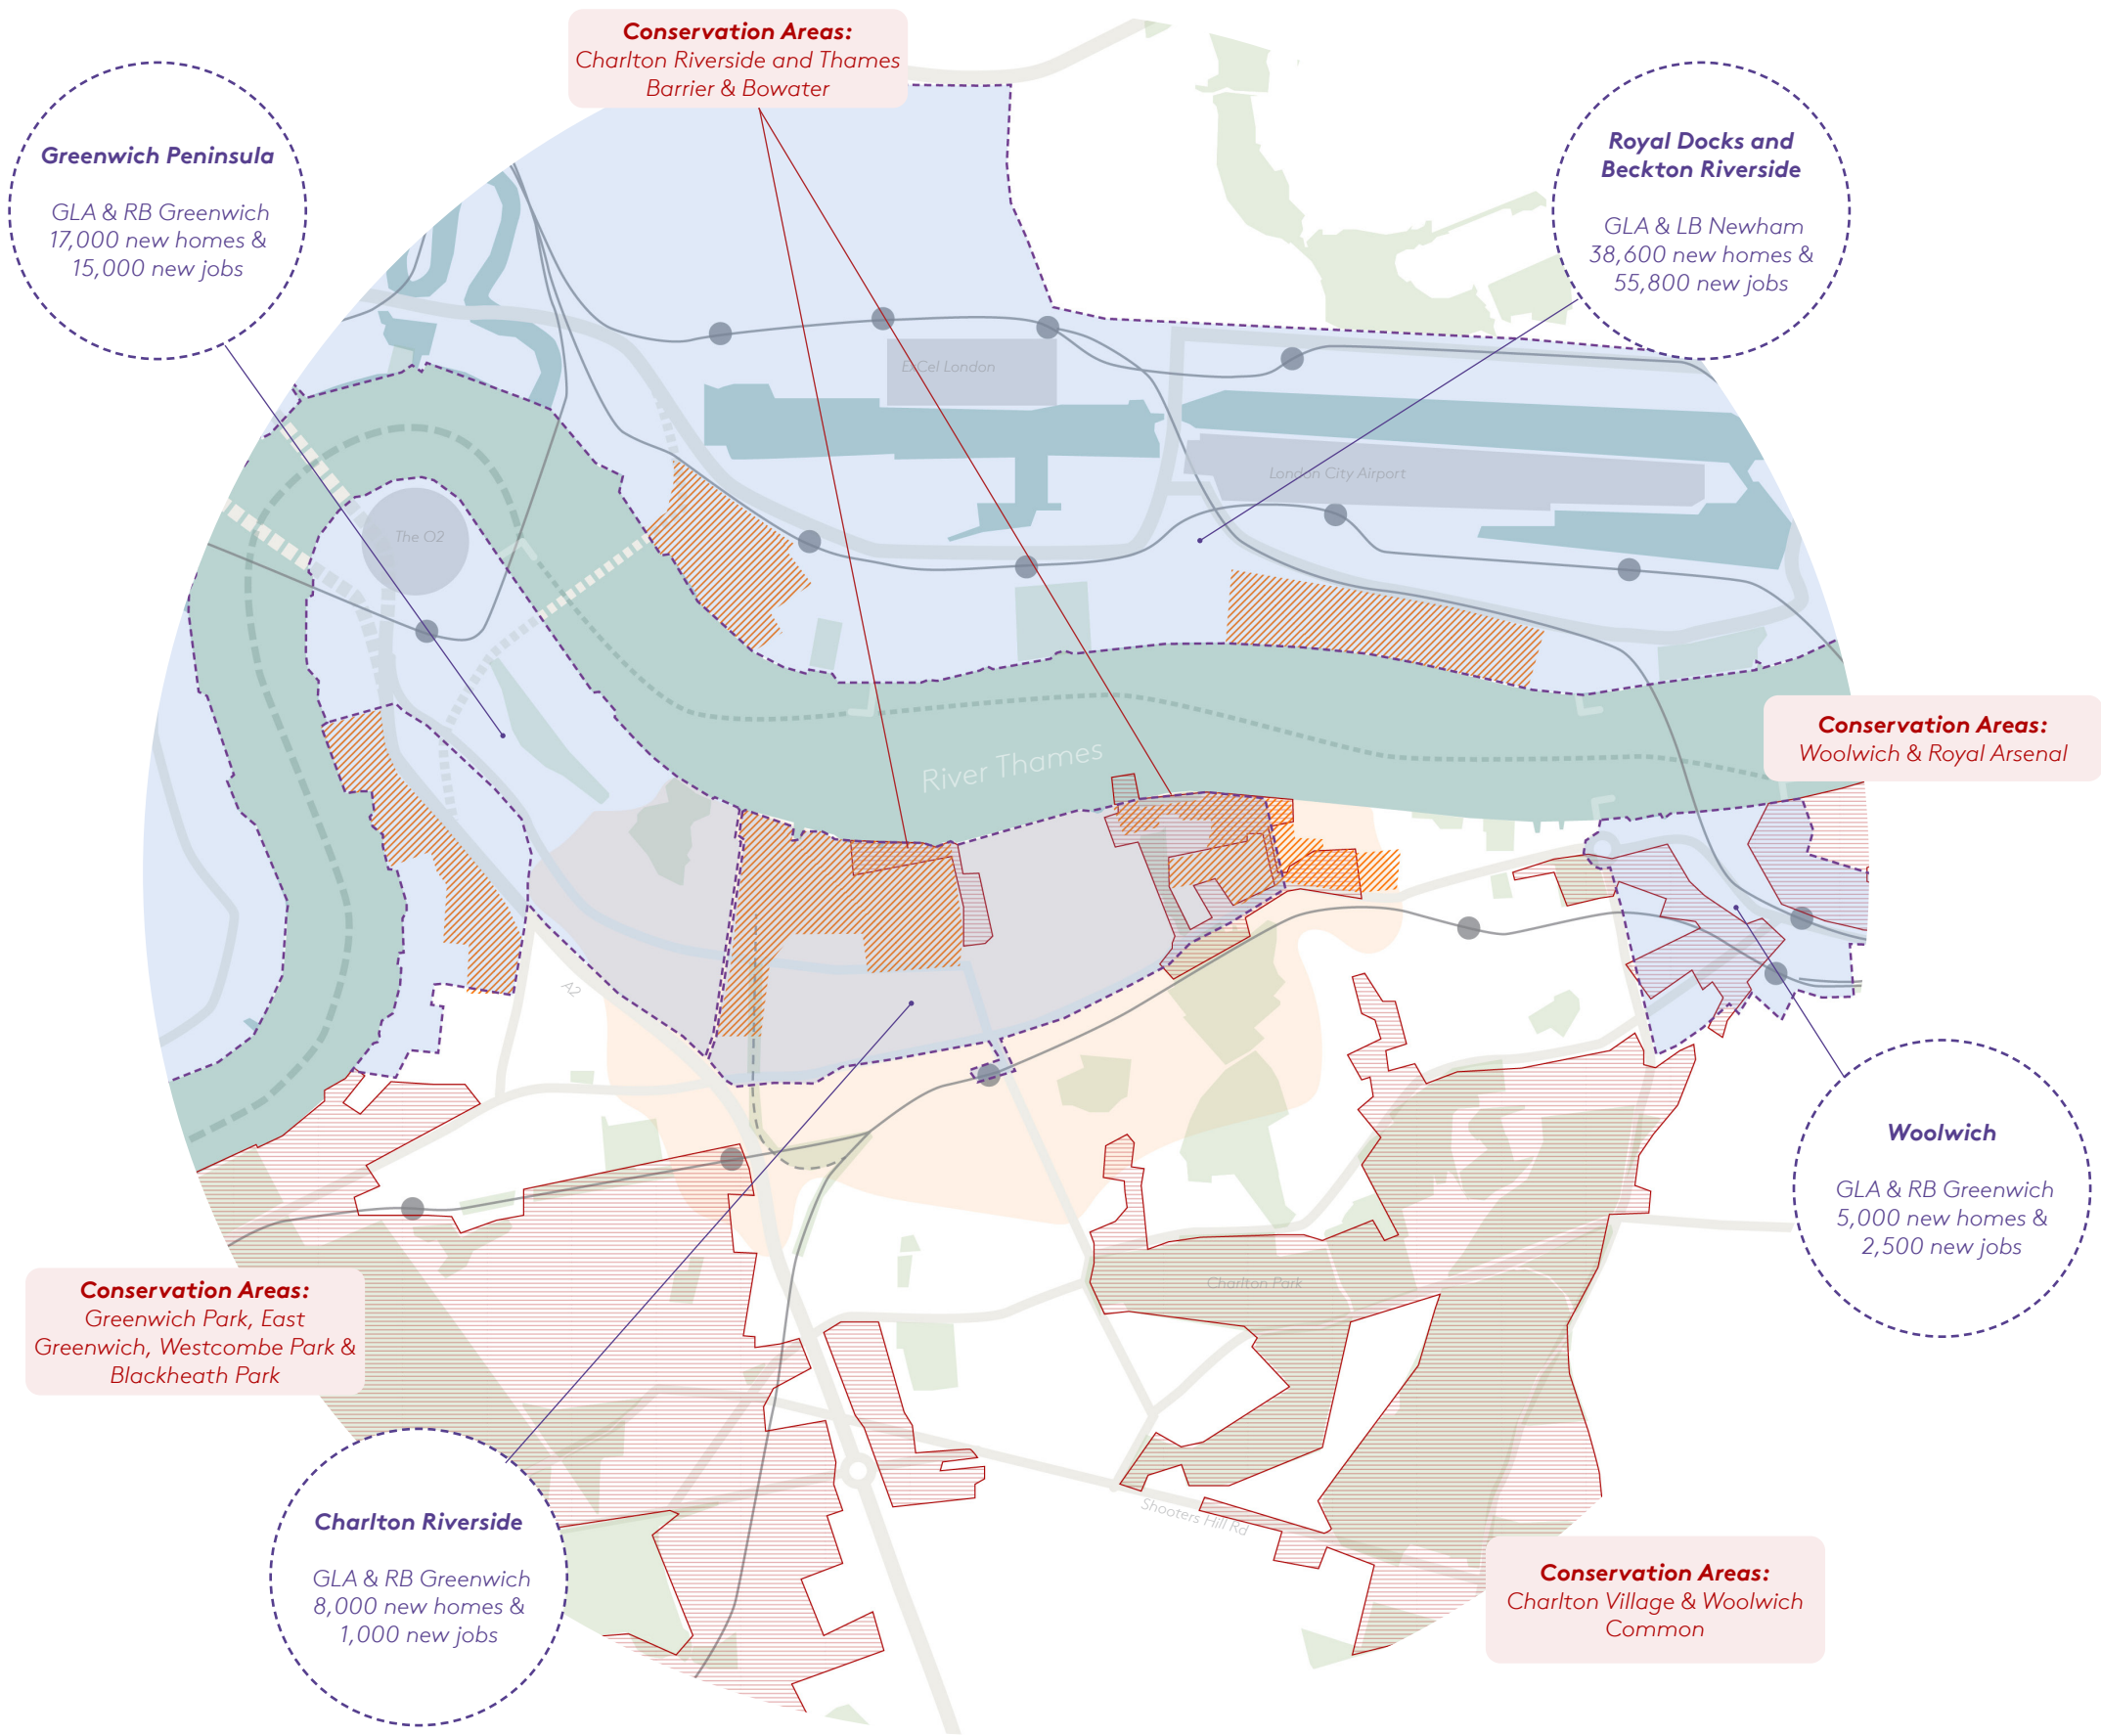 Conservation Areas:
Charlton Riverside and Thames
Barrier & Bowater
Greenwich Peninsula
GLA & RB Greenwich
17,000 new homes &
15,000 new jobs
Royal Docks and
Beckton Riverside
GLA & LB Newham
38,600 new homes &
55,800 new jobs
ExCel London
London City Airport
The O2
River Thames
Conservation Areas:
Woolwich & Royal Arsenal
A2
Woolwich
GLA & RB Greenwich
5,000 new homes &
2,500 new jobs
Charlton Park
Conservation Areas:
Greenwich Park, East
Greenwich, Westcombe Park &
Blackheath Park
Shooters Hill Rd
Charlton Riverside
GLA & RB Greenwich
8,000 new homes &
1,000 new jobs
Conservation Areas:
Charlton Village & Woolwich
Common